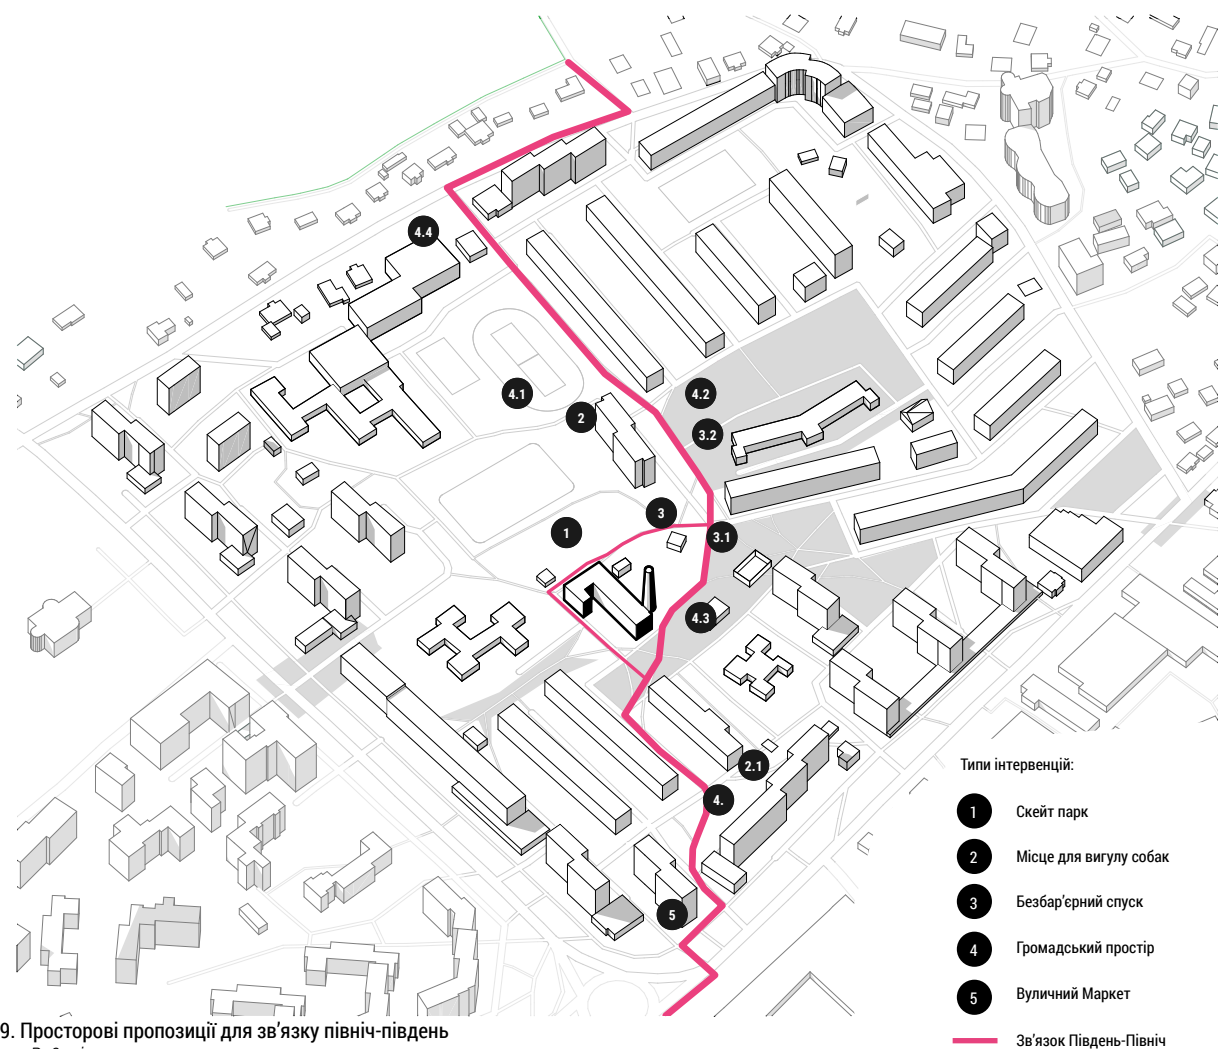 4.4
4.1
4.2
2
3.2
3
1
3.1
4.3
2.1
4.
5
Типи інтервенцій:
1 Скейт парк
2 Місце для вигулу собак
3 Безбар'єрний спуск
4 Громадський простір
5 Вуличний Маркет
Зв'язок Південь-Північ
9. Просторові пропозиції для зв'язку північ-південь